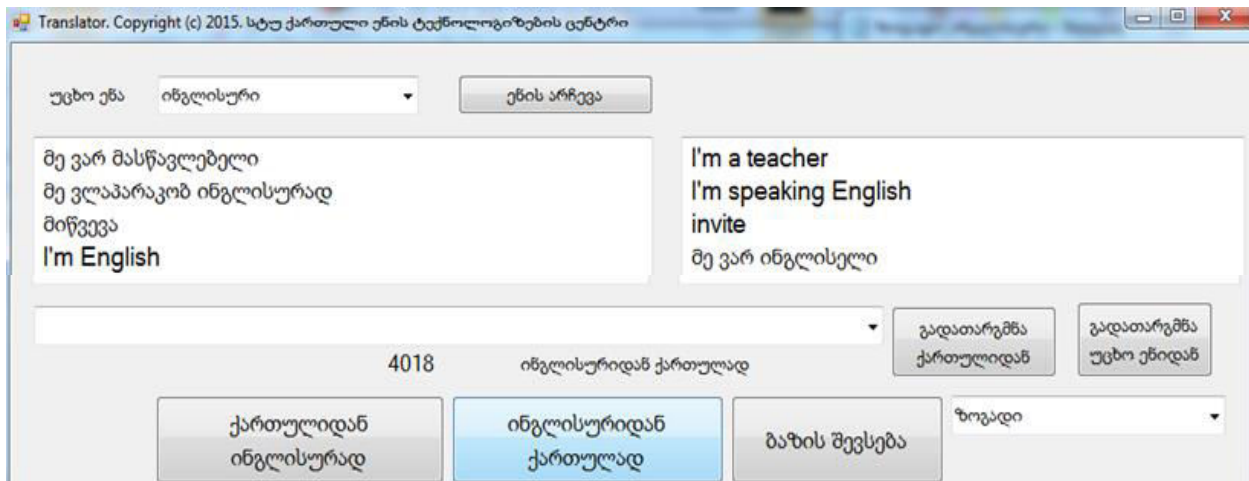 Translator. Copyright (c) 2015. სტუ ქართული ენის ტექნოლოგიზების ცენტრი
უცხო ენა
ინგლისური
ენის არჩევა
მე ვარ მასწავლებელი
მე ვლაპარაკობ ინგლისურად
მიწვევა
I'm English
I'm a teacher
I'm speaking English
invite
მე ვარ ინგლისელი
გადათარგმნა
ქართულიდან
გადათარგმნა
უცხო ენიდან
4018
ინგლისურიდან ქართულად
ქართულიდან
ინგლისურად
ინგლისურიდან
ქართულად
ბაზის შევსება
ზოგადი